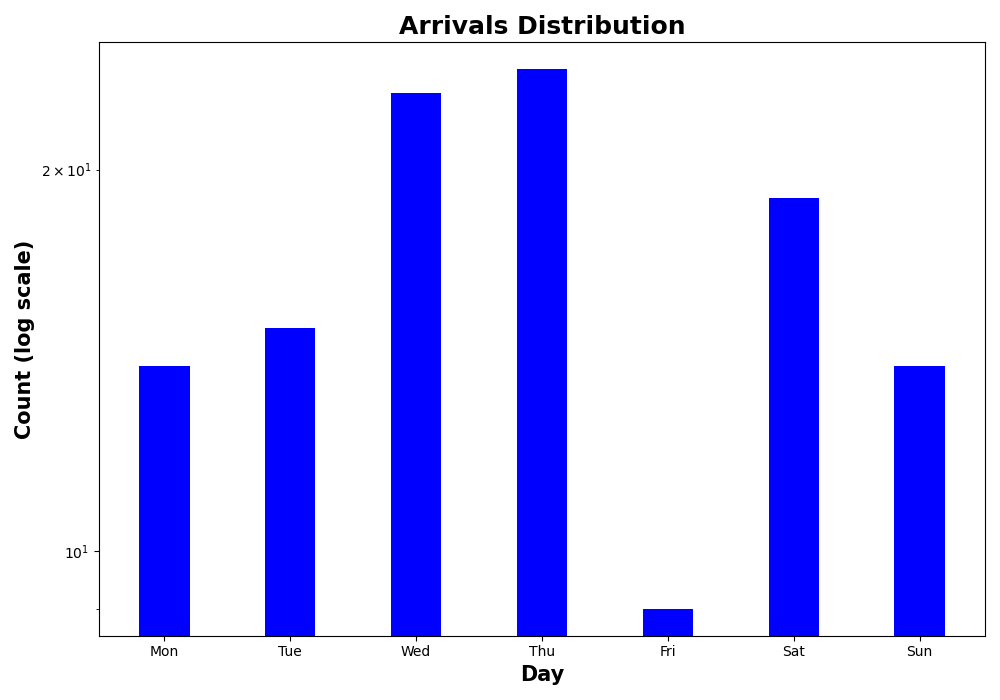 Arrivals Distribution
Count (log scale)
2 × 10¹
10¹
Mon Tue Wed Thu Fri Sat Sun
Day